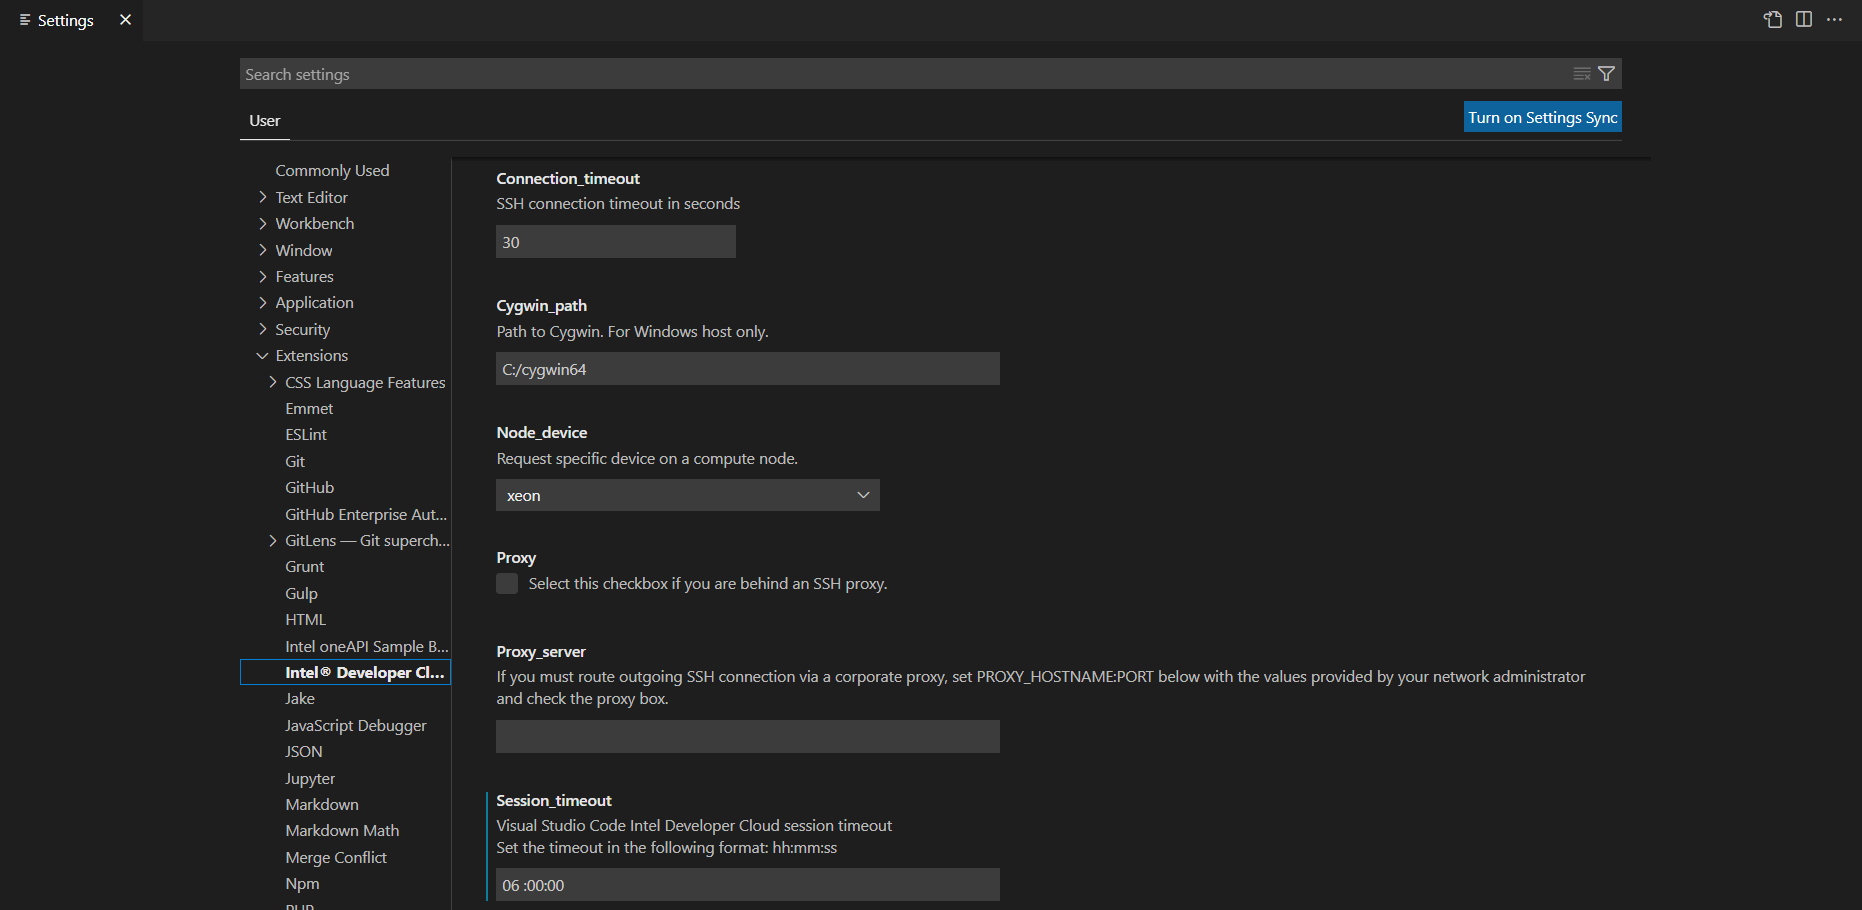 Settings
Search settings
User
Turn on Settings Sync
Commonly Used
Text Editor
Workbench
Window
Features
Application
Security
Extensions
CSS Language Features
Emmet
ESLint
Git
GitHub
GitHub Enterprise Aut...
GitLens — Git superch...
Grunt
Gulp
HTML
Intel oneAPI Sample B...
Intel® Developer Cl...
Jake
JavaScript Debugger
JSON
Jupyter
Markdown
Markdown Math
Merge Conflict
Npm
PHP
Connection_timeout
SSH connection timeout in seconds
30
Cygwin_path
Path to Cygwin. For Windows host only.
C:/cygwin64
Node_device
Request specific device on a compute node.
xeon
Proxy
Select this checkbox if you are behind an SSH proxy.
Proxy_server
If you must route outgoing SSH connection via a corporate proxy, set PROXY_HOSTNAME:PORT below with the values provided by your network administrator
and check the proxy box.
Session_timeout
Visual Studio Code Intel Developer Cloud session timeout
Set the timeout in the following format: hh:mm:ss
06 :00:00